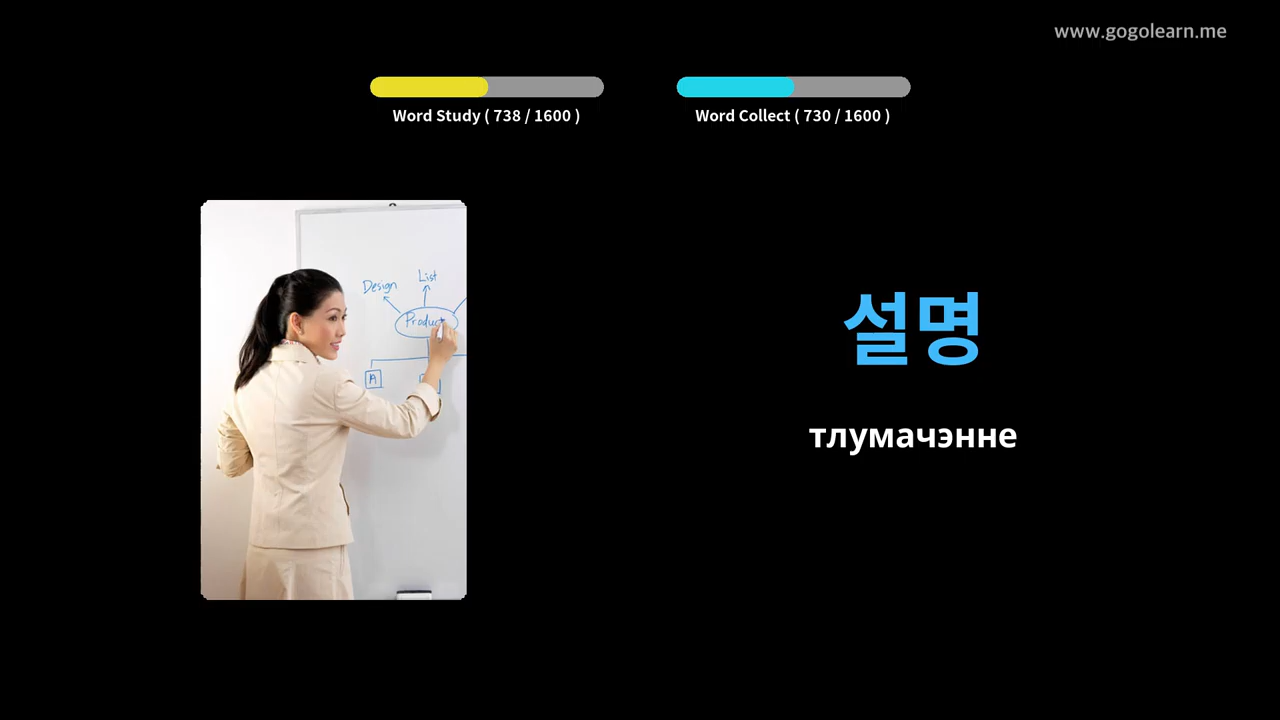 www.gogolearn.me
Word Study ( 738 / 1600 )
Word Collect ( 730 / 1600 )
List
Design
Product
A
설명
тлумачэнне